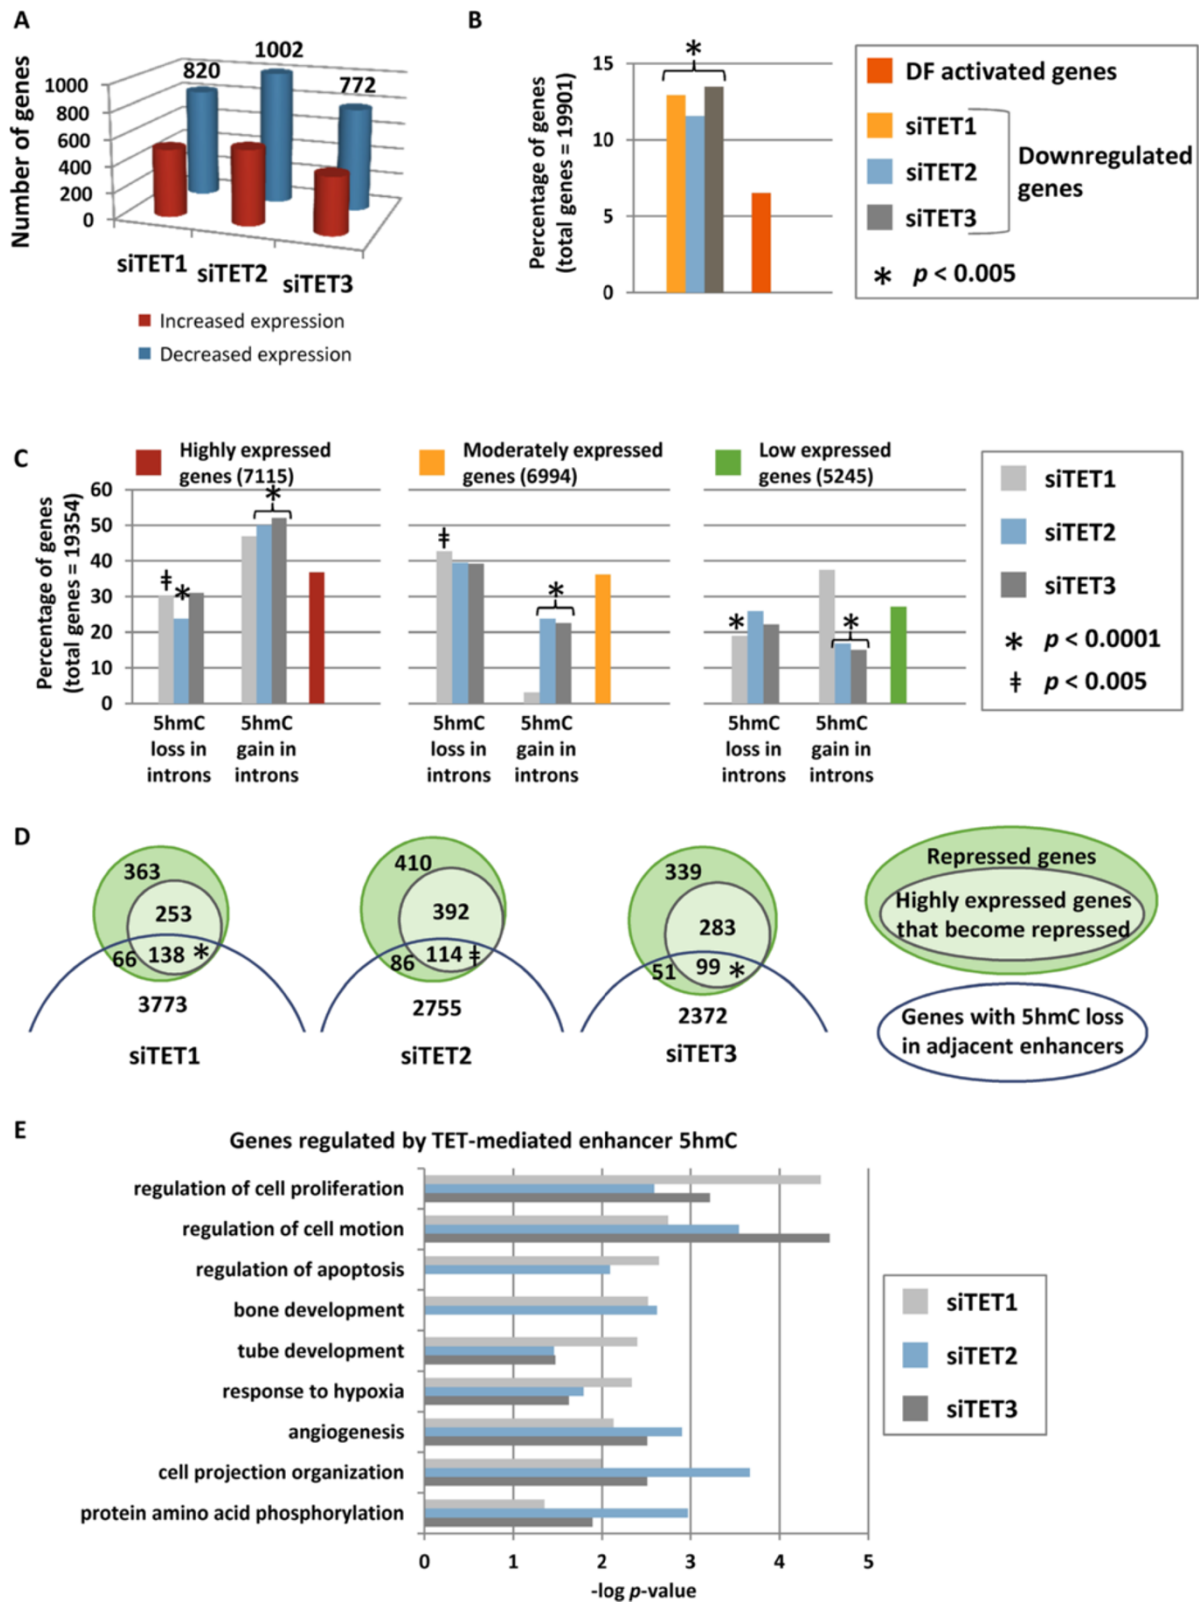 A
Number of genes
1000
800
600
400
200
0
820
1002
772
siTET1
siTET2
siTET3
Increased expression
Decreased expression
B
Percentage of genes
(total genes = 19901)
15
10
5
0
*
DF activated genes
siTET1
siTET2
siTET3
Downregulated
genes
* p < 0.005
C
Percentage of genes
(total genes = 19354)
Highly expressed
genes (7115)
Moderately expressed
genes (6994)
Low expressed
genes (5245)
60
50
40
30
20
10
0
ǂ
*
*
ǂ
*
*
*
5hmC
loss in
introns
5hmC
gain in
introns
5hmC
loss in
introns
5hmC
gain in
introns
5hmC
loss in
introns
5hmC
gain in
introns
siTET1
siTET2
siTET3
* p < 0.0001
ǂ p < 0.005
D
363
253
66
138 *
3773
siTET1
410
392
86
114 ǂ
2755
siTET2
339
283
51
99 *
2372
siTET3
Repressed genes
Highly expressed genes
that become repressed
Genes with 5hmC loss
in adjacent enhancers
E
Genes regulated by TET-mediated enhancer 5hmC
regulation of cell proliferation
regulation of cell motion
regulation of apoptosis
bone development
tube development
response to hypoxia
angiogenesis
cell projection organization
protein amino acid phosphorylation
0 1 2 3 4 5
-log p-value
siTET1
siTET2
siTET3